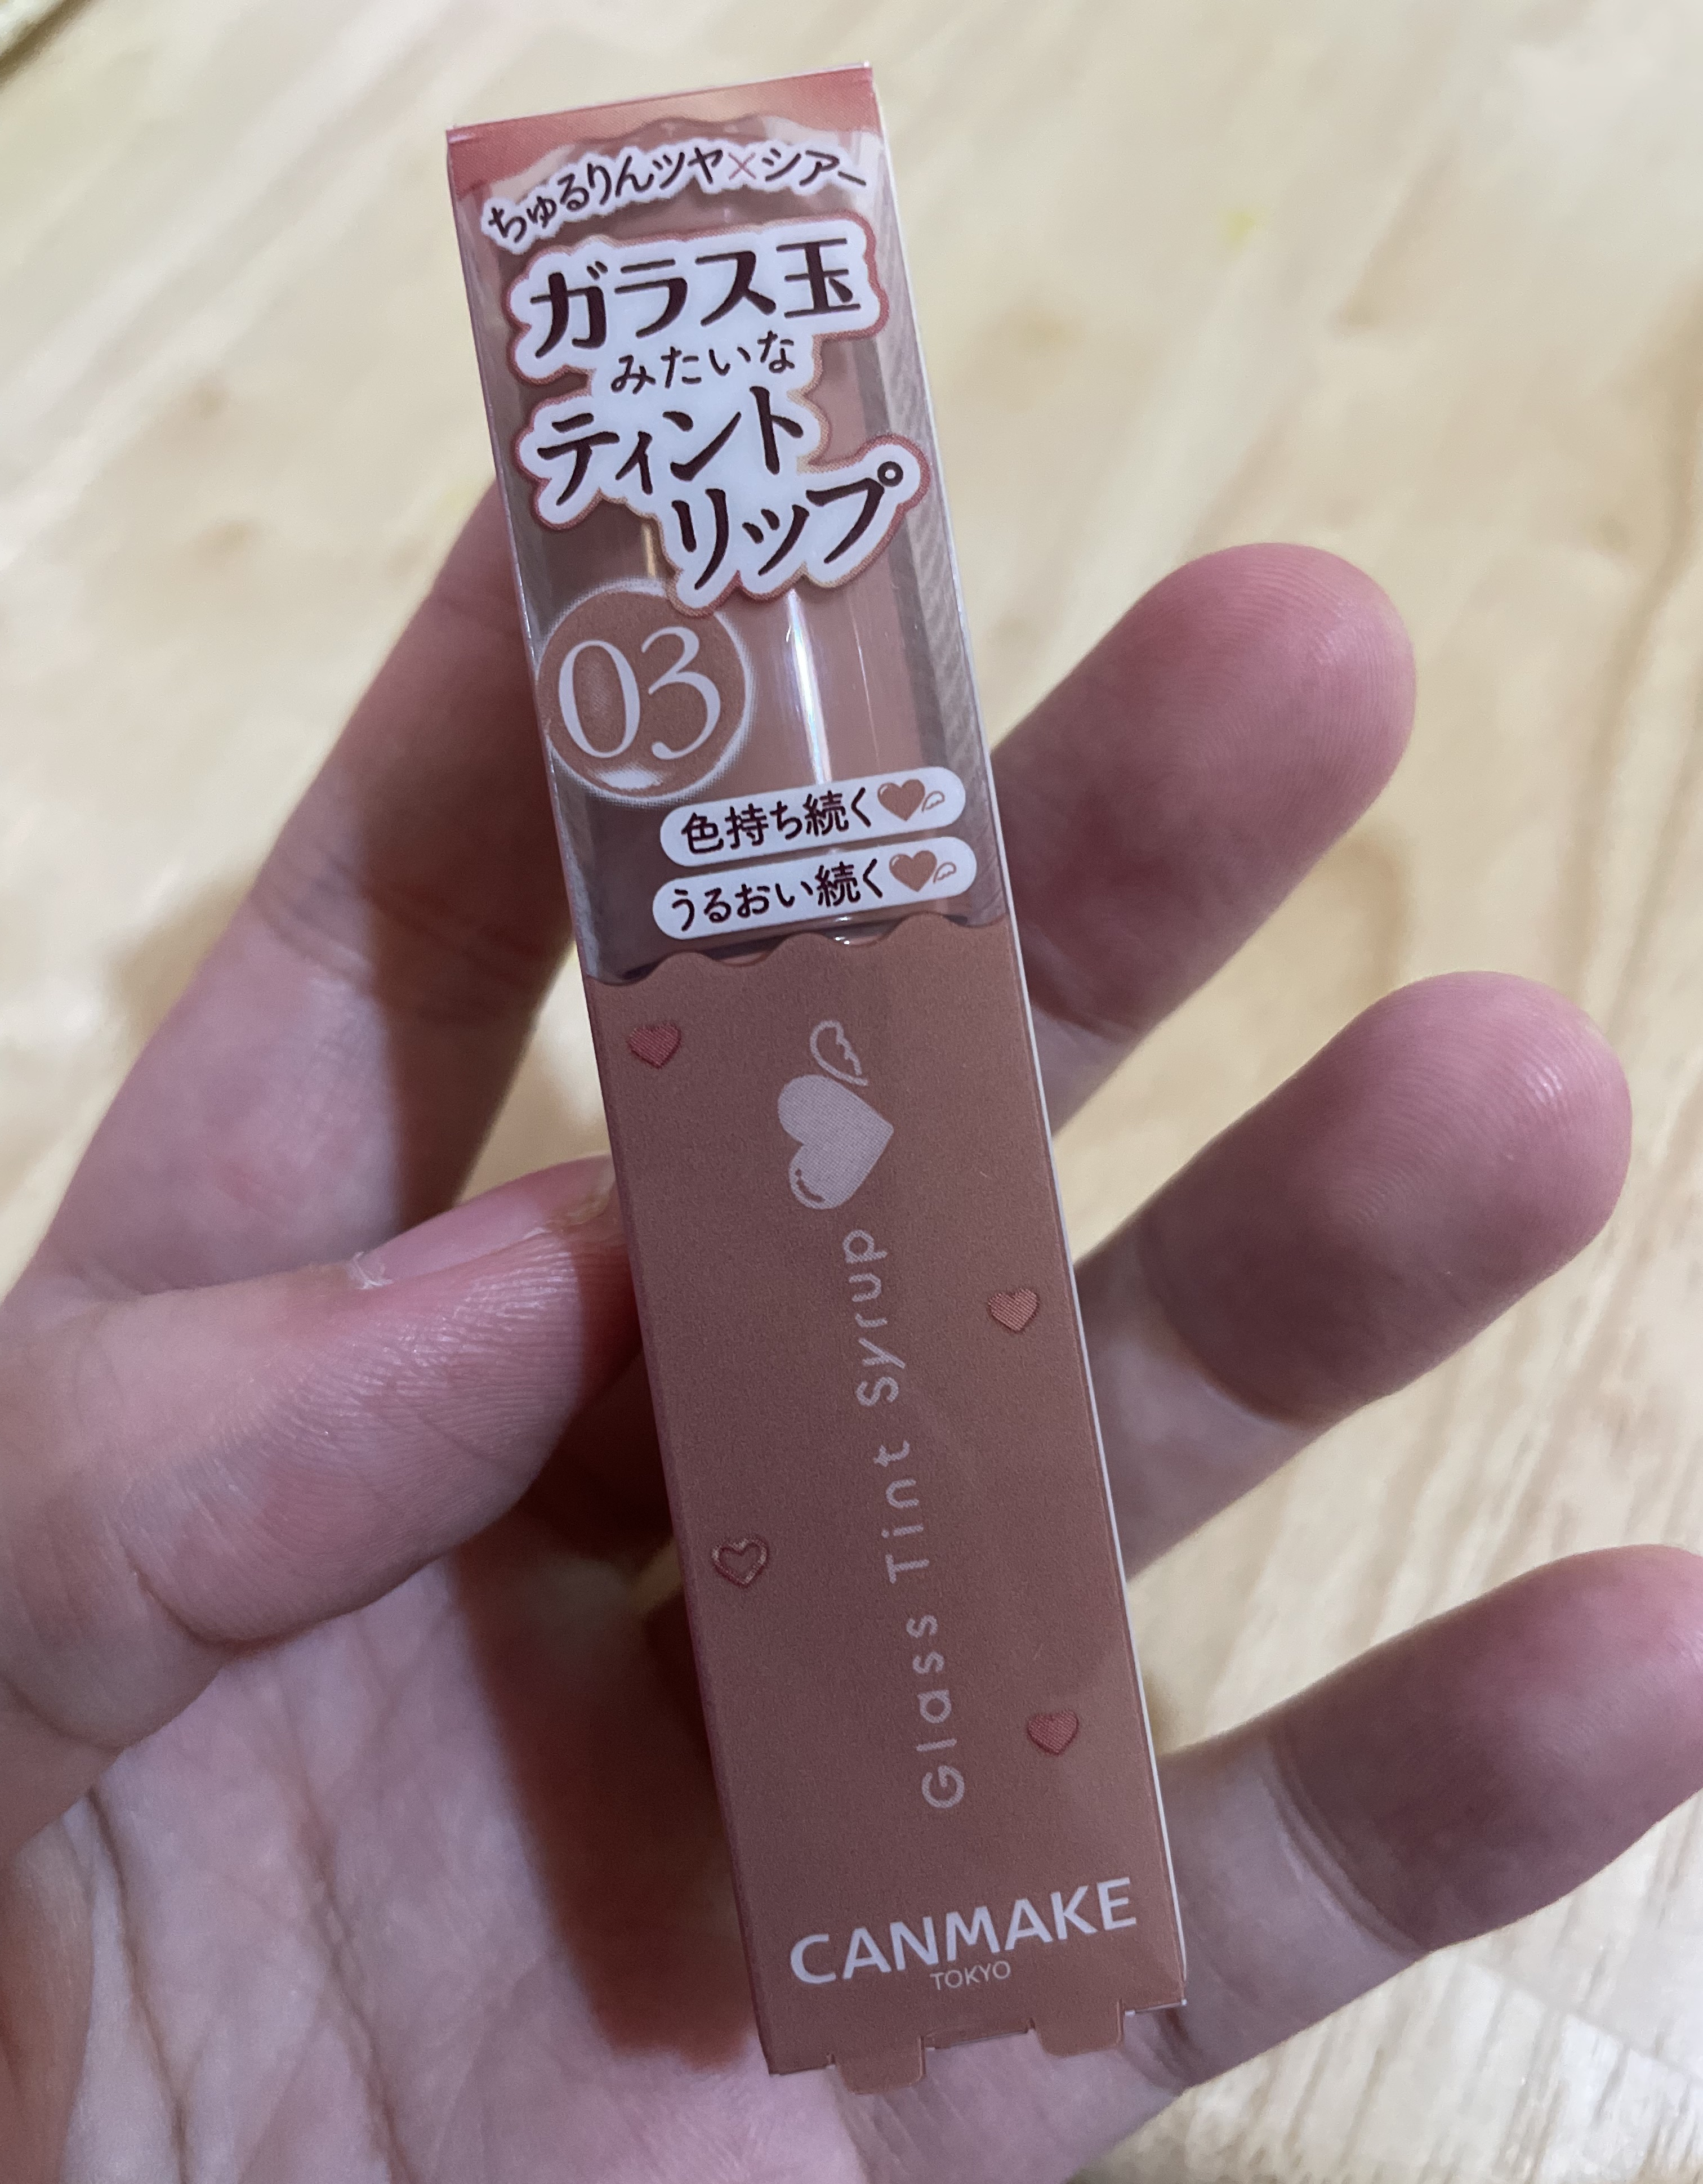 ちゅるりんツヤ×シアー
ガラス玉
みたいな
ティント
リップ
03
色持ち続く
うるおい続く
Glass Tint Syrup
CANMAKE
TOKYO